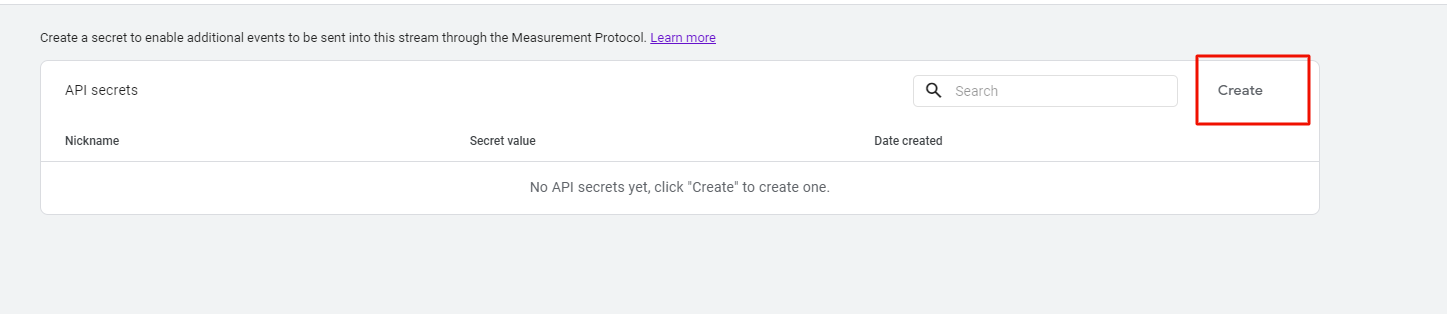 Create a secret to enable additional events to be sent into this stream through the Measurement Protocol. Learn more
API secrets
Search
Create
Nickname
Secret value
Date created
No API secrets yet, click "Create" to create one.